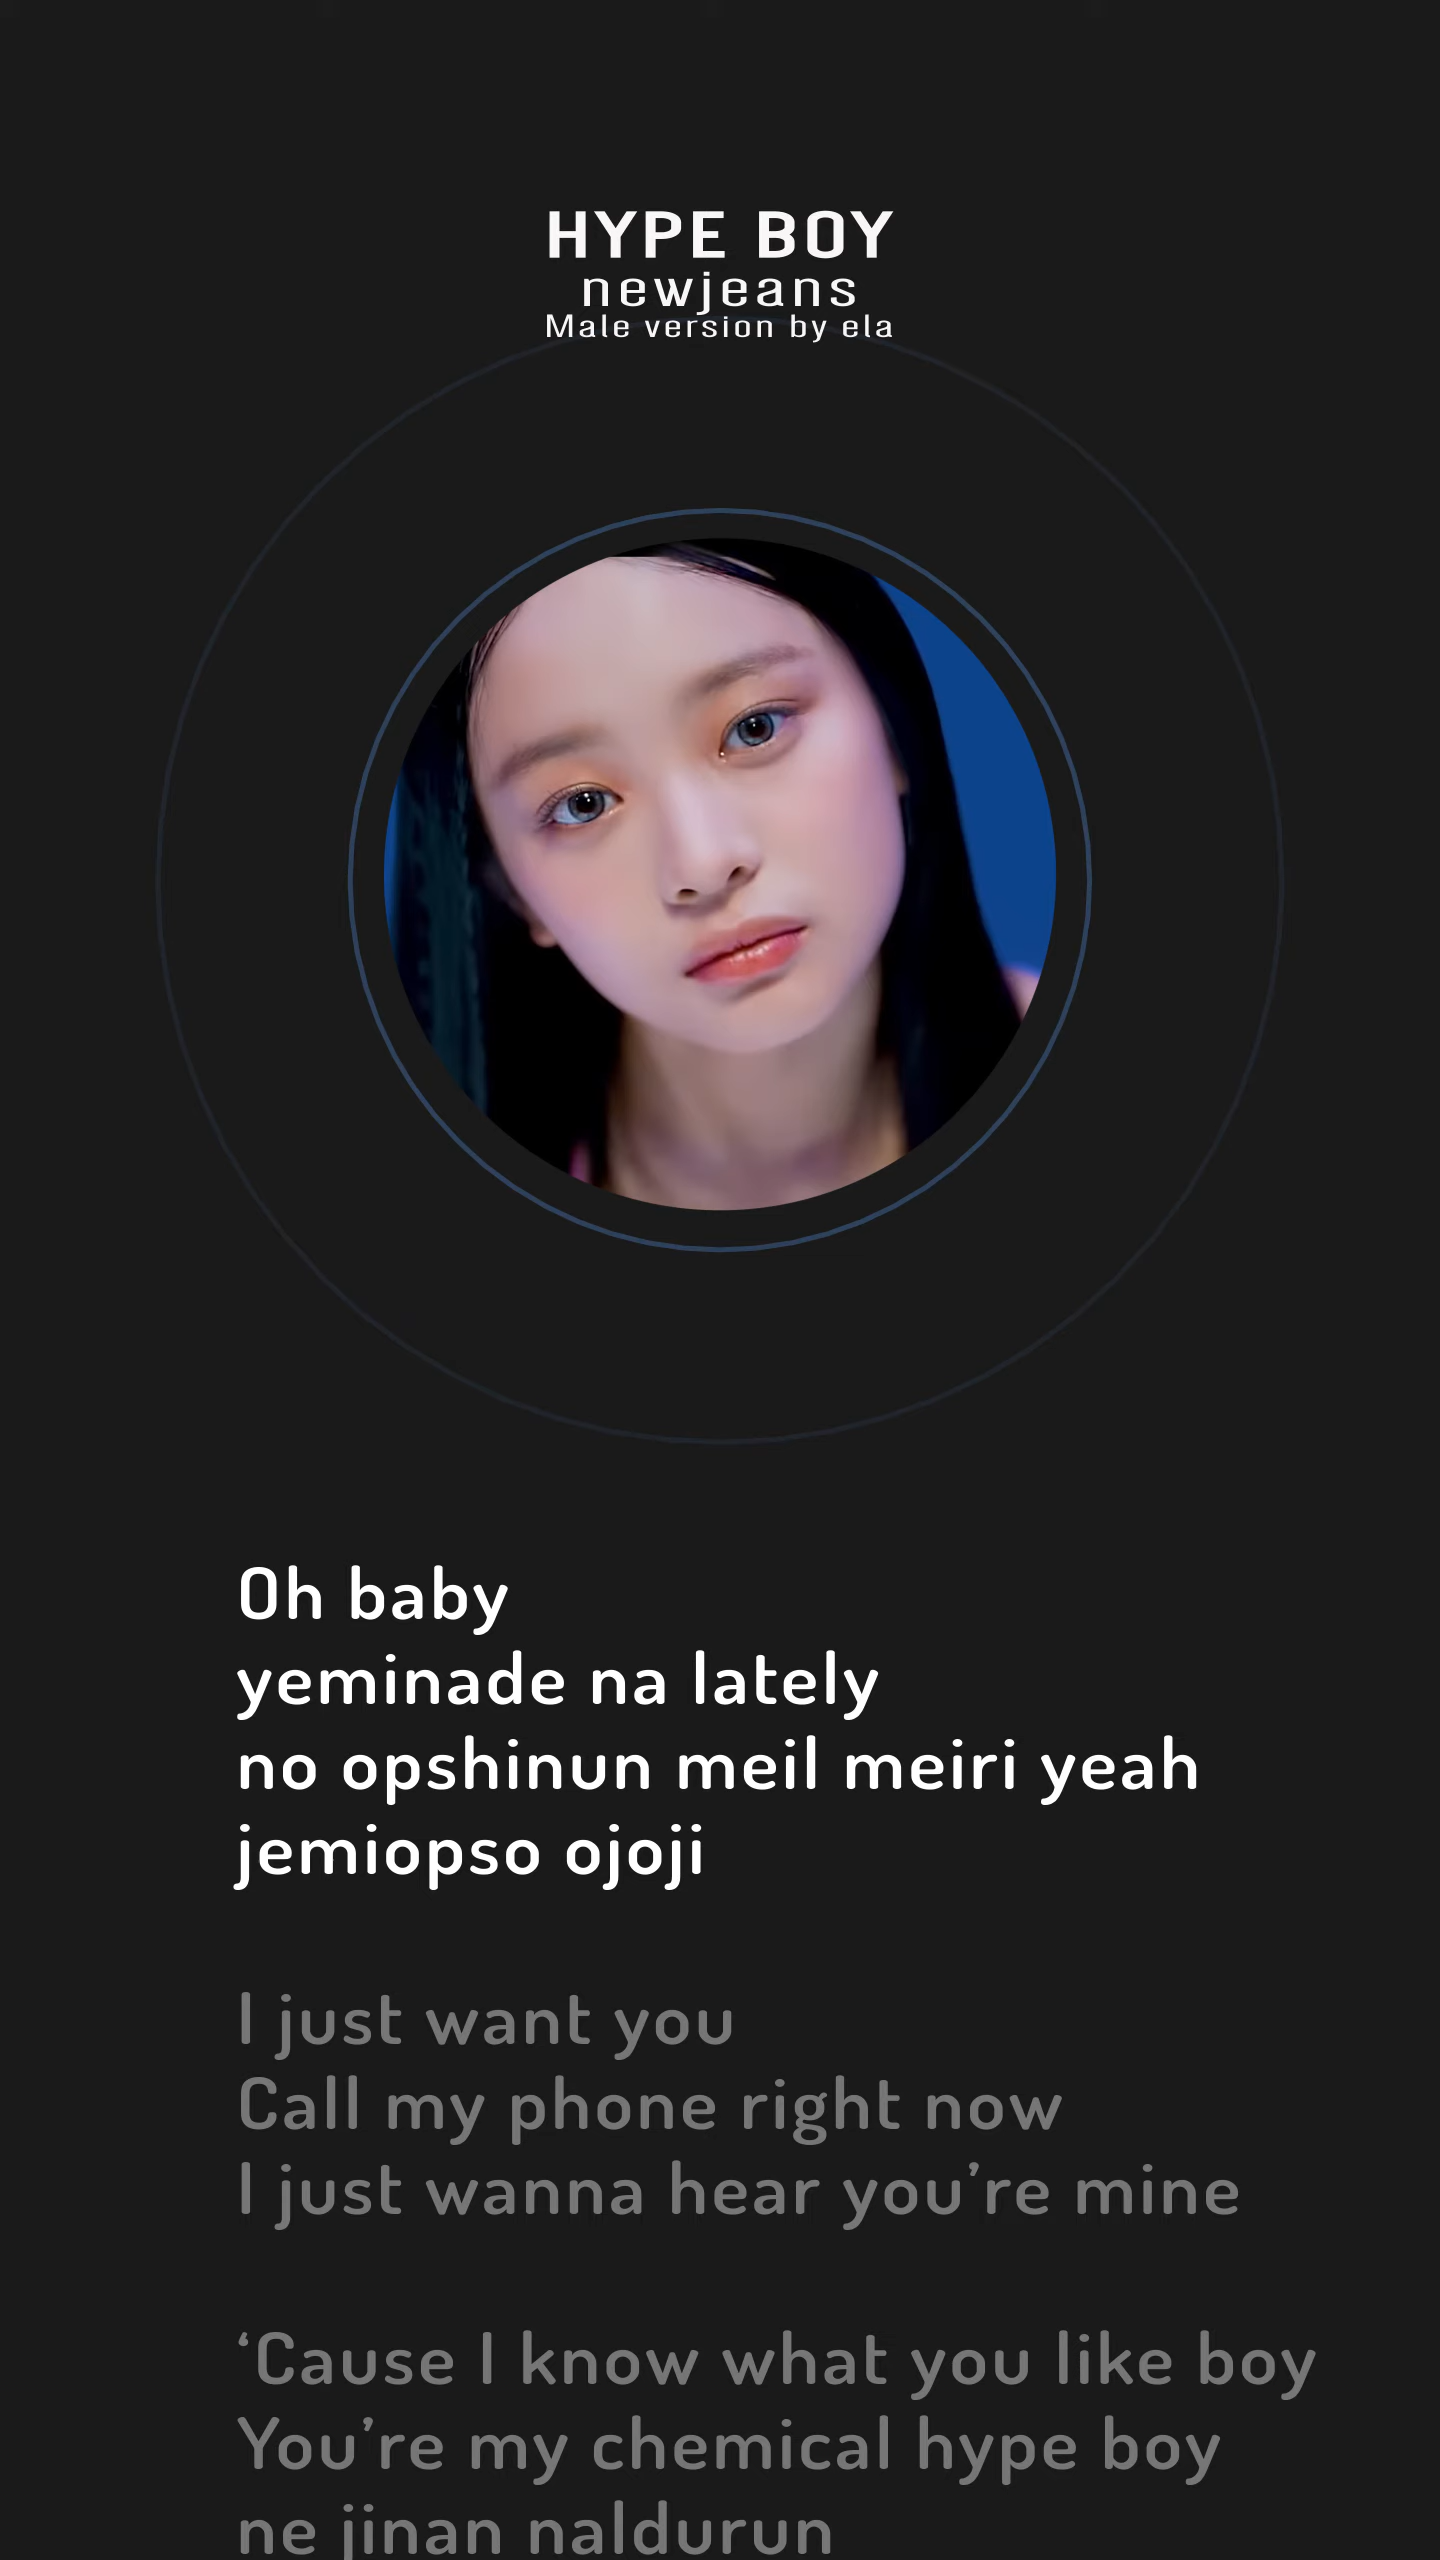 HYPE BOY
newjeans
Male version by ela
Oh baby
yeminade na lately
no opshinun meil meiri yeah
jemiopso ojoji
I just want you
Call my phone right now
I just wanna hear you’re mine
‘Cause I know what you like boy
You’re my chemical hype boy
ne jinan naldurun